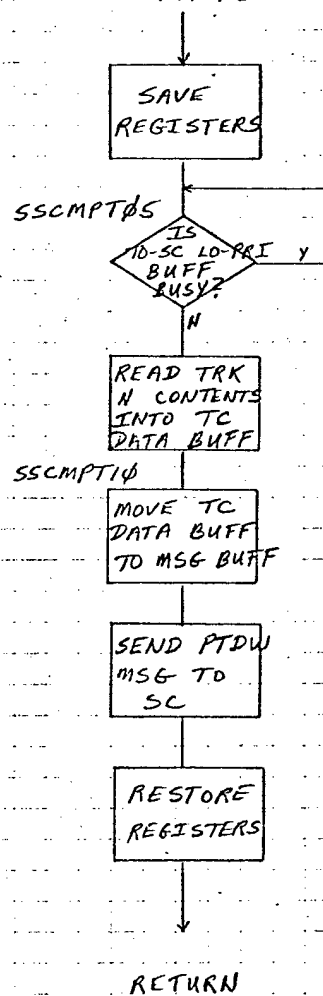 SAVE
REGISTERS
SSCMPTØ5
IS
TO-SC LO-PRI
BUFF
BUSY?
Y
N
READ TRK
N CONTENTS
INTO TC
DATA BUFF
SSCMPT1Ø
MOVE TC
DATA BUFF
TO MSG BUFF
SEND PTDW
MSG TO
SC
RESTORE
REGISTERS
RETURN